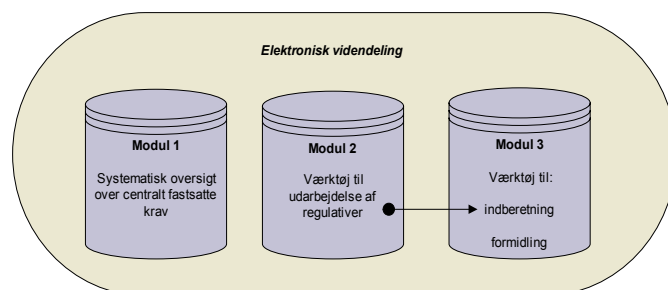 Elektronisk videndeling
Modul 1
Systematisk oversigt
over centralt fastsatte
krav
Modul 2
Værktøj til
udarbejdelse af
regulativer
Modul 3
Værktøj til:
indberetning
formidling